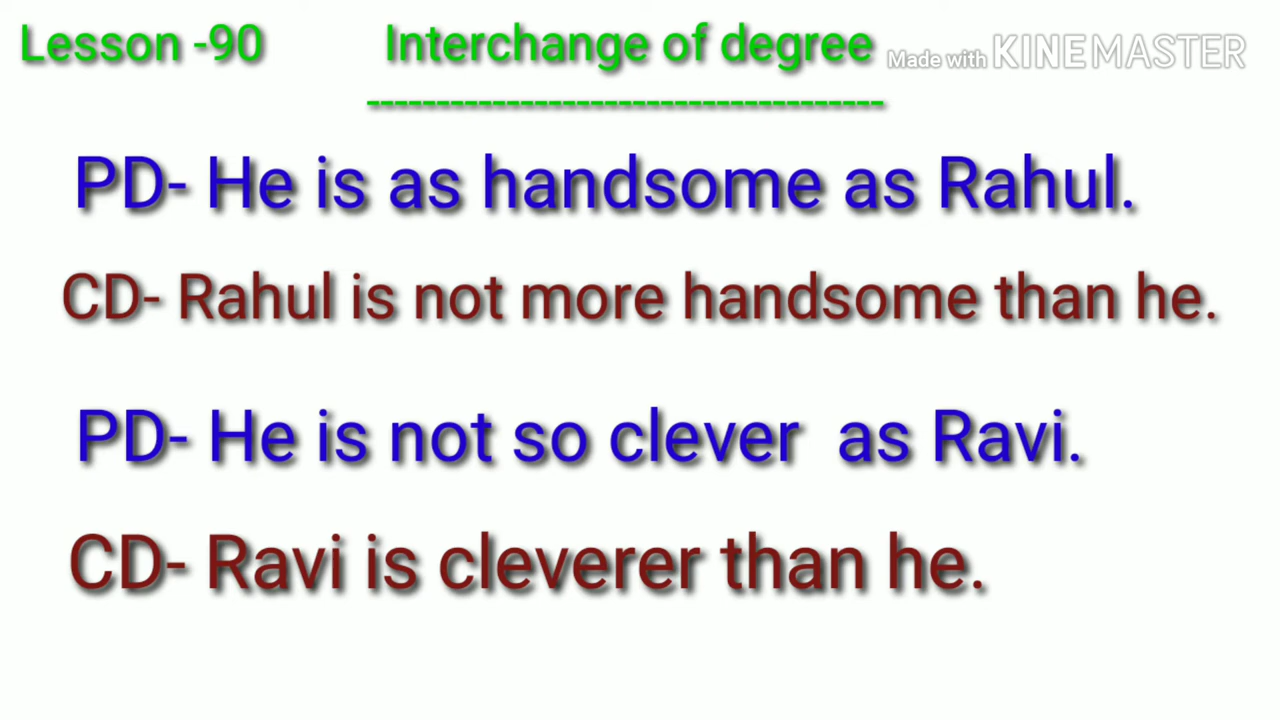 Lesson -90 Interchange of degree Made with KINEMASTER
-------------------------------------
PD- He is as handsome as Rahul.
CD- Rahul is not more handsome than he.
PD- He is not so clever as Ravi.
CD- Ravi is cleverer than he.